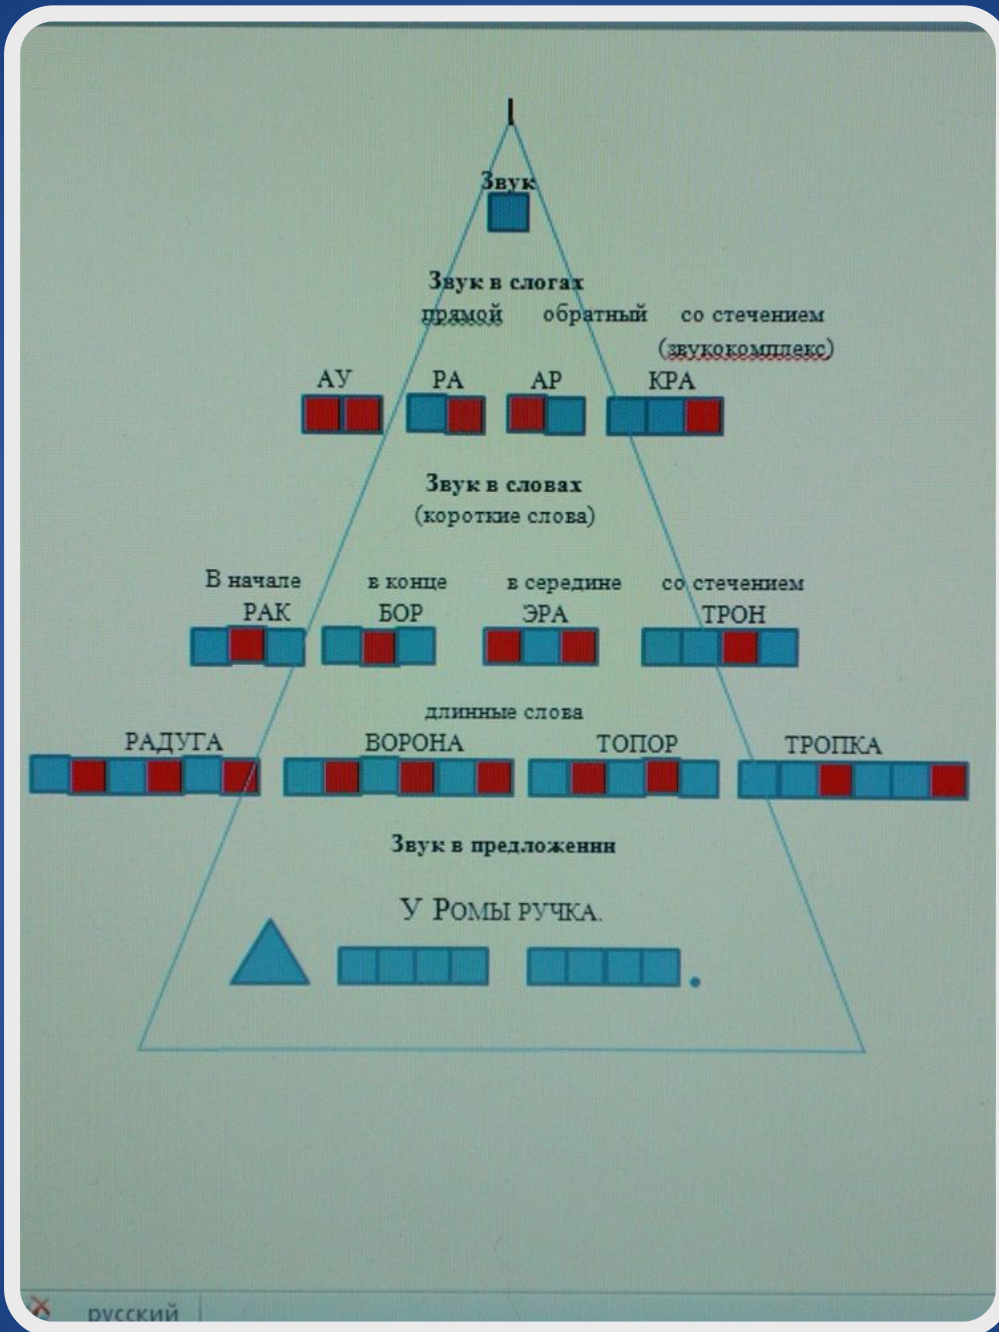 Звук
Звук в слогах
прямой обратный со стечением
(звукокомплекс)
АУ РА АР КРА
Звук в словах
(короткие слова)
В начале в конце в середине со стечением
РАК БОР ЭРА ТРОН
длинные слова
РАДУГА ВОРОНА ТОПОР ТРОПКА
Звук в предложении
У РОМЫ РУЧКА.
русский